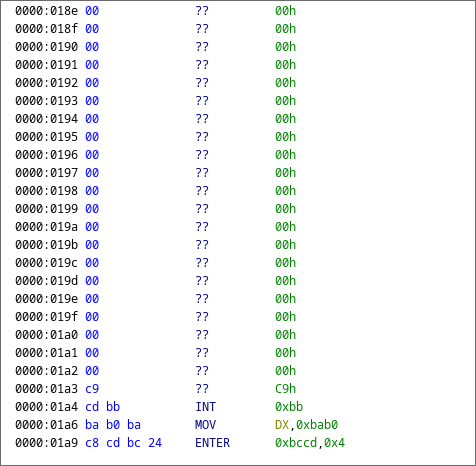 0000:018e 00 ?? 00h
0000:018f 00 ?? 00h
0000:0190 00 ?? 00h
0000:0191 00 ?? 00h
0000:0192 00 ?? 00h
0000:0193 00 ?? 00h
0000:0194 00 ?? 00h
0000:0195 00 ?? 00h
0000:0196 00 ?? 00h
0000:0197 00 ?? 00h
0000:0198 00 ?? 00h
0000:0199 00 ?? 00h
0000:019a 00 ?? 00h
0000:019b 00 ?? 00h
0000:019c 00 ?? 00h
0000:019d 00 ?? 00h
0000:019e 00 ?? 00h
0000:019f 00 ?? 00h
0000:01a0 00 ?? 00h
0000:01a1 00 ?? 00h
0000:01a2 00 ?? 00h
0000:01a3 c9 ?? C9h
0000:01a4 cd bb INT 0xbb
0000:01a6 ba b0 ba MOV DX,0xbab0
0000:01a9 c8 cd bc 24 ENTER 0xbccd,0x4